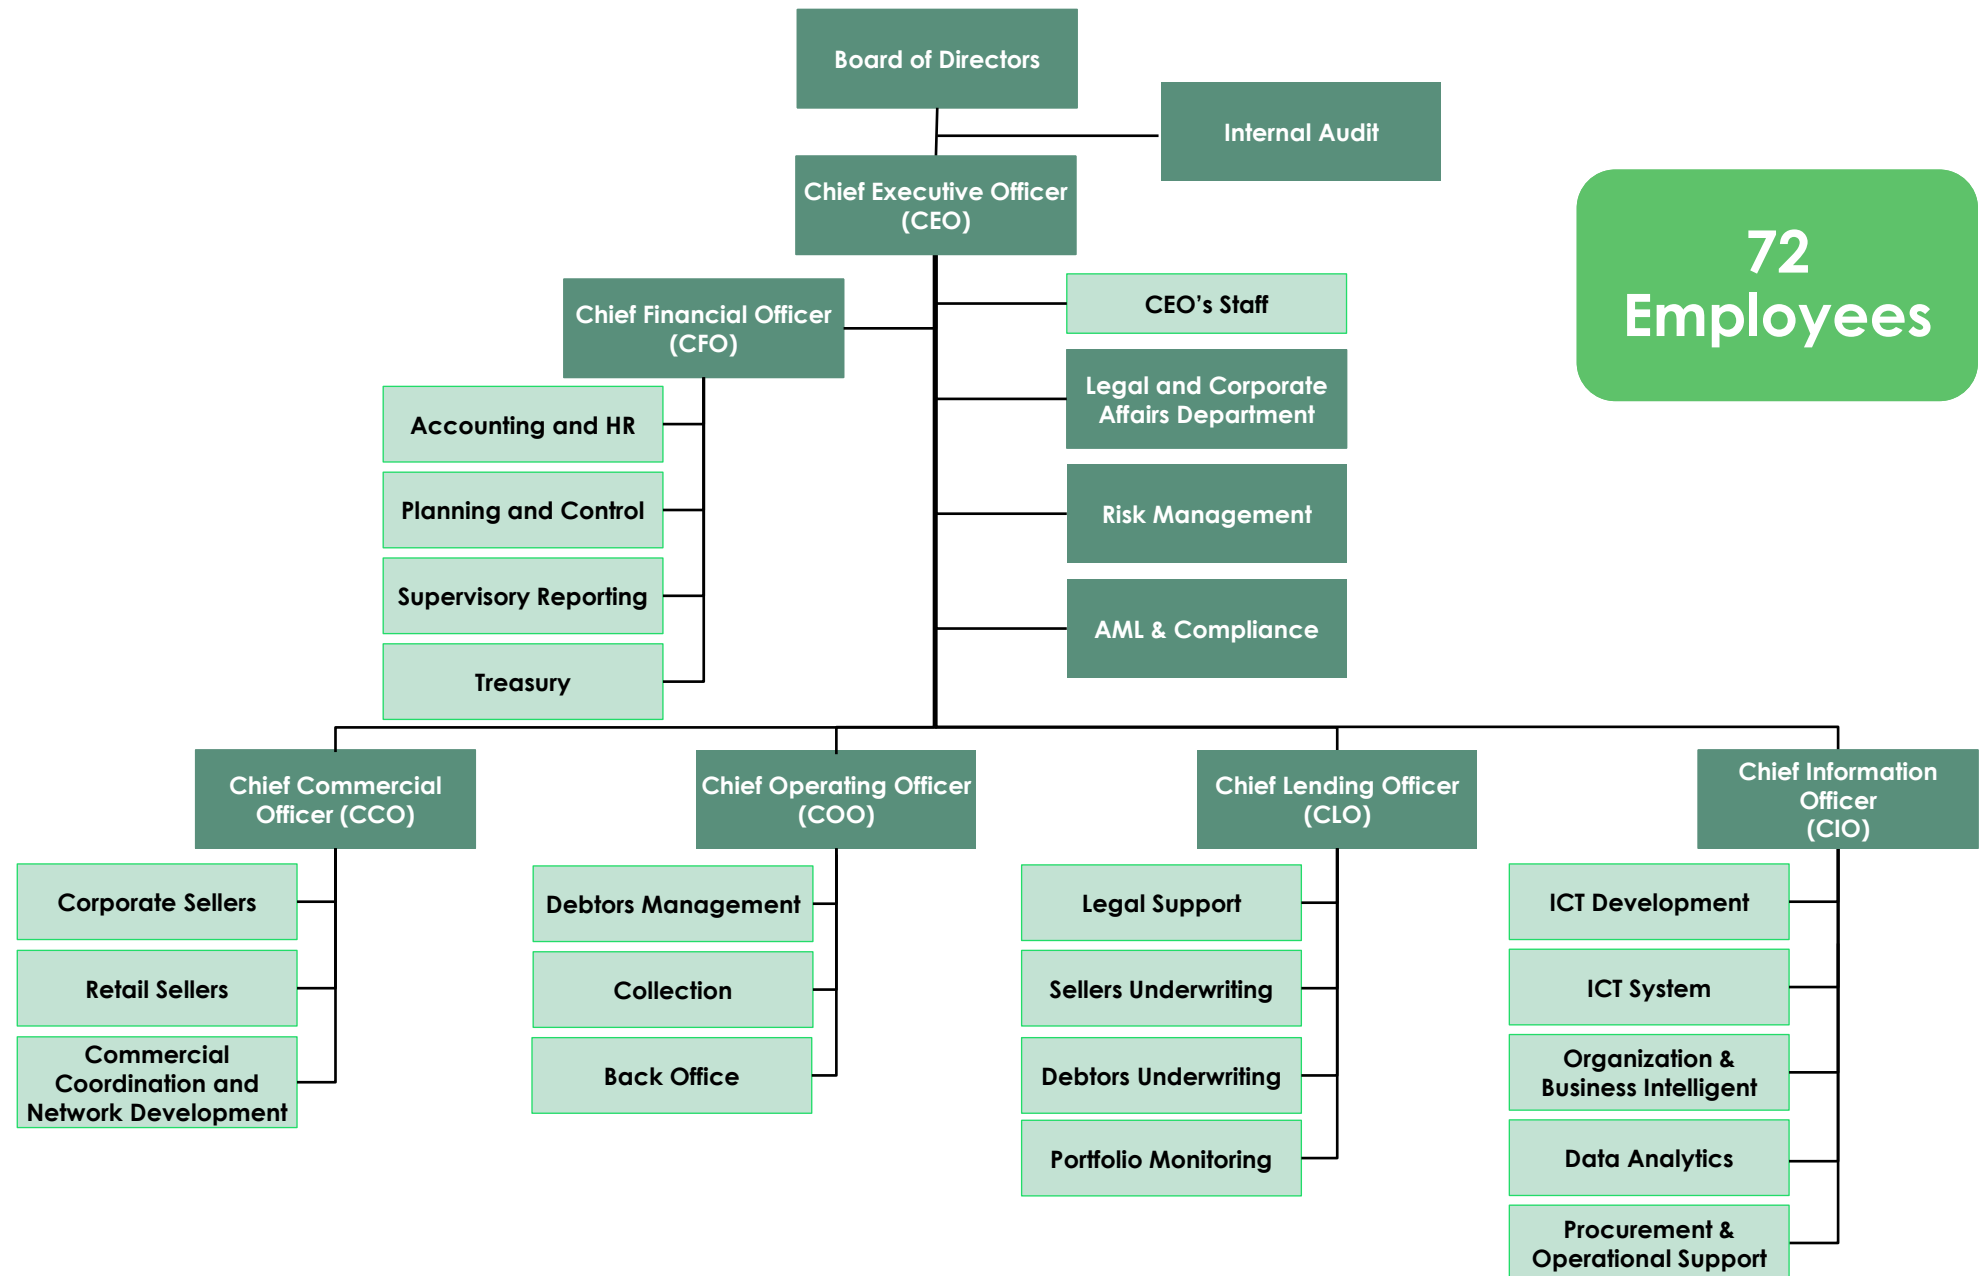 Board of Directors
Internal Audit
Chief Executive Officer
(CEO)
72
Employees
CEO’s Staff
Chief Financial Officer
(CFO)
Legal and Corporate
Affairs Department
Accounting and HR
Planning and Control
Risk Management
Supervisory Reporting
AML & Compliance
Treasury
Chief Commercial
Officer (CCO)
Chief Operating Officer
(COO)
Chief Lending Officer
(CLO)
Chief Information
Officer
(CIO)
Corporate Sellers
Retail Sellers
Commercial
Coordination and
Network Development
Debtors Management
Collection
Back Office
Legal Support
Sellers Underwriting
Debtors Underwriting
Portfolio Monitoring
ICT Development
ICT System
Organization &
Business Intelligent
Data Analytics
Procurement &
Operational Support